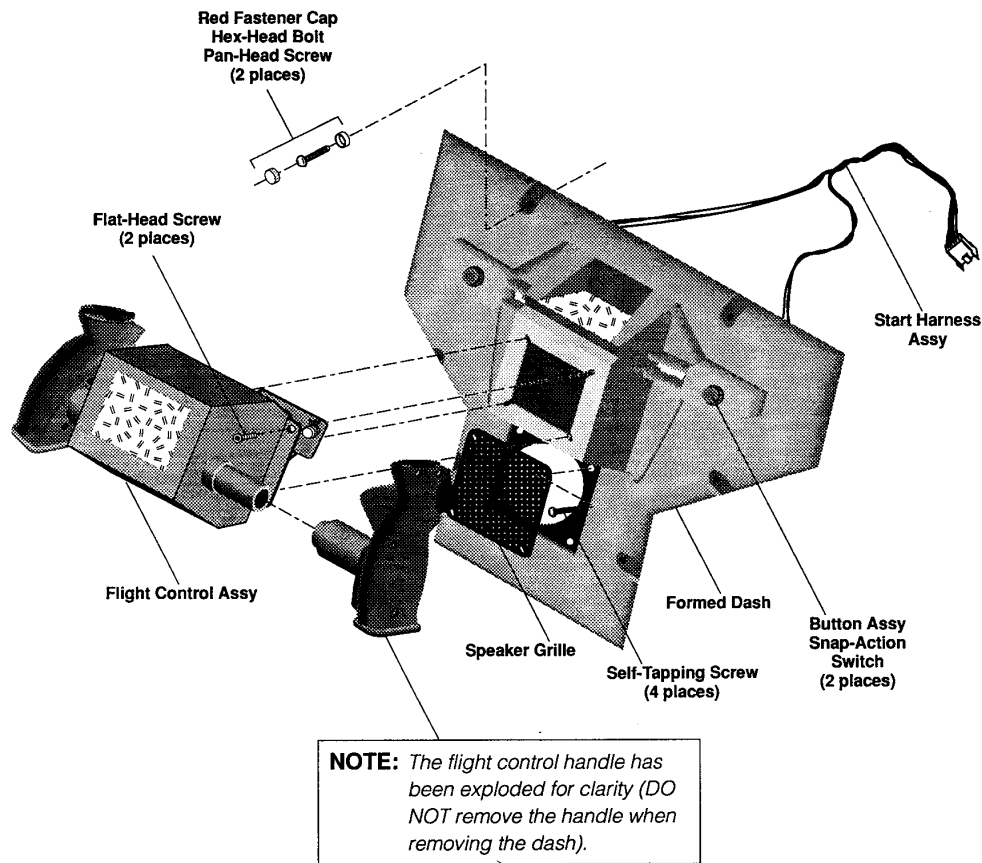 Red Fastener Cap
Hex-Head Bolt
Pan-Head Screw
(2 places)
Flat-Head Screw
(2 places)
Start Harness
Assy
Flight Control Assy
Formed Dash
Button Assy
Snap-Action
Switch
(2 places)
Speaker Grille
Self-Tapping Screw
(4 places)
NOTE: The flight control handle has
been exploded for clarity (DO
NOT remove the handle when
removing the dash).